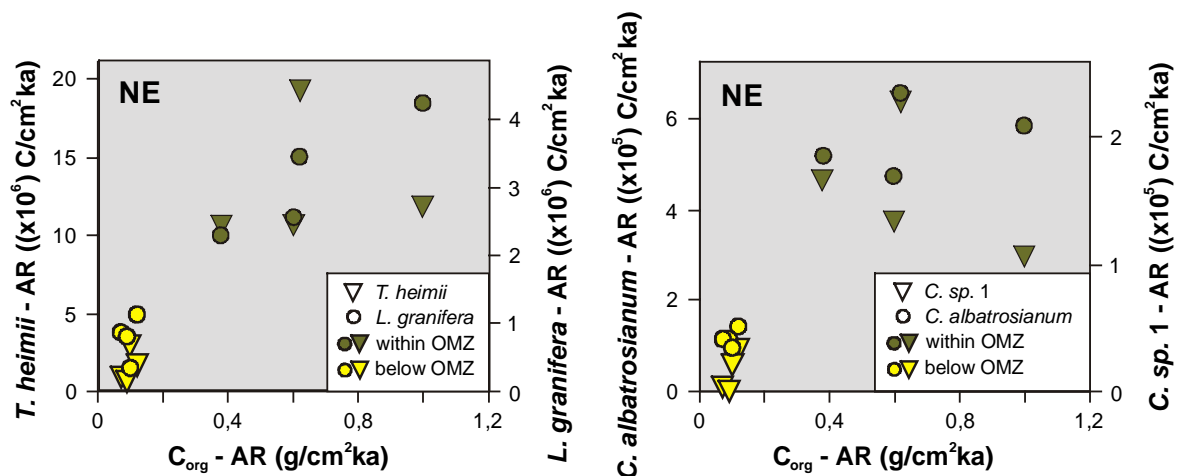 T. heimii - AR ((x10⁶) C/cm²ka)
20
15
10
5
0
NE
4
3
2
1
0
L. granifera - AR ((x10⁶) C/cm²ka)
T. heimii
L. granifera
within OMZ
below OMZ
0
0,4
0,8
1,2
C_org - AR (g/cm²ka)
C. albatrosianum - AR ((x10⁵) C/cm²ka)
6
4
2
0
NE
2
1
0
C. sp. 1 - AR ((x10⁵) C/cm²ka)
C. sp. 1
C. albatrosianum
within OMZ
below OMZ
0
0,4
0,8
1,2
C_org - AR (g/cm²ka)